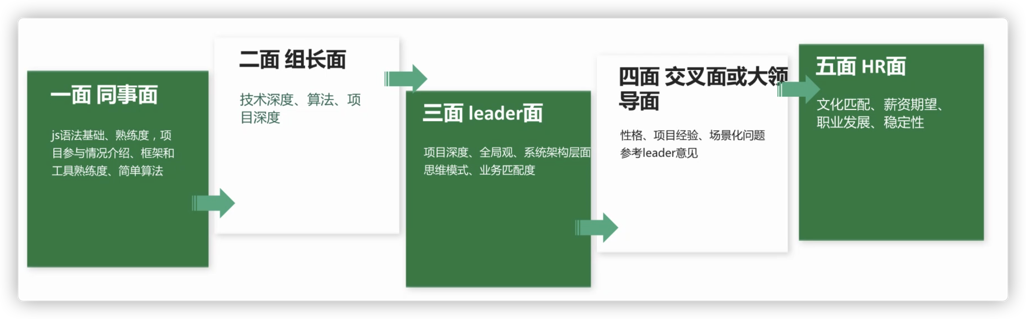 一面 同事面
js语法基础、熟练度，项
目参与情况介绍、框架和
工具熟练度、简单算法
二面 组长面
技术深度、算法、项
目深度
三面 leader面
项目深度、全局观、系统架构层面
思维模式、业务匹配度
四面 交叉面或大领
导面
性格、项目经验、场景化问题
参考leader意见
五面 HR面
文化匹配、薪资期望、
职业发展、稳定性